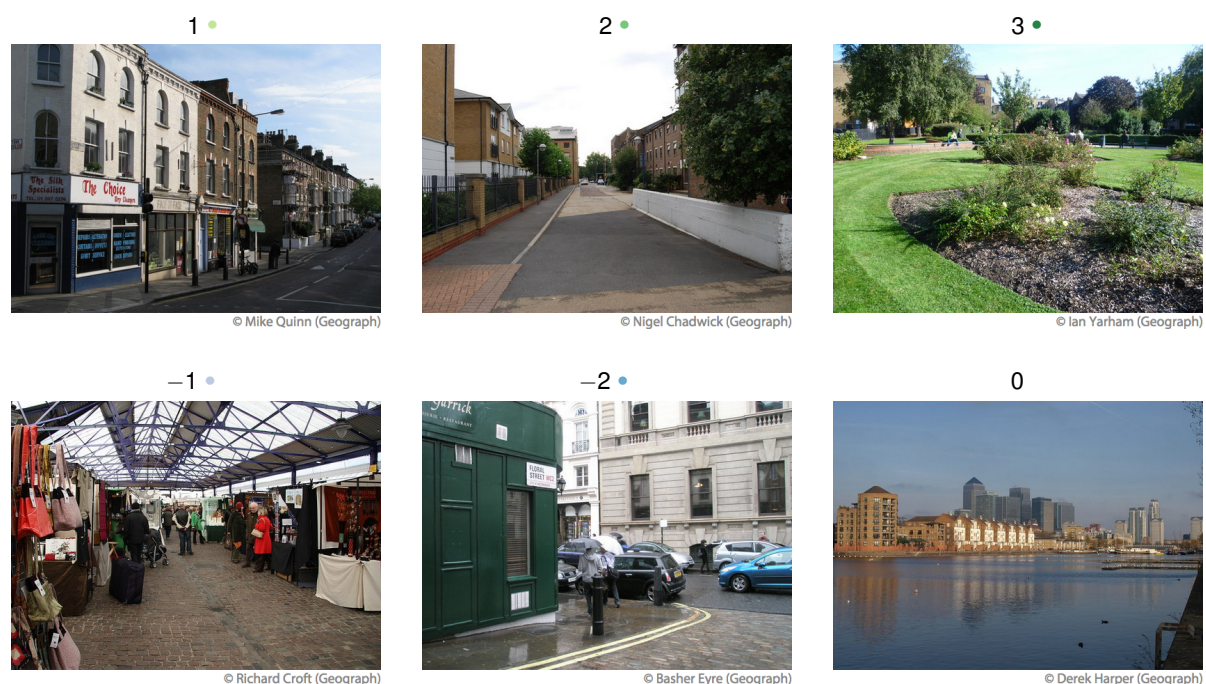 1
2
3
The Silk
Specialists
The Choice
Dry Cleaners
© Mike Quinn (Geograph)
© Nigel Chadwick (Geograph)
© Ian Yarham (Geograph)
−1
−2
0
Garrick
FLORAL
STREET WC2
© Richard Croft (Geograph)
© Basher Eyre (Geograph)
© Derek Harper (Geograph)